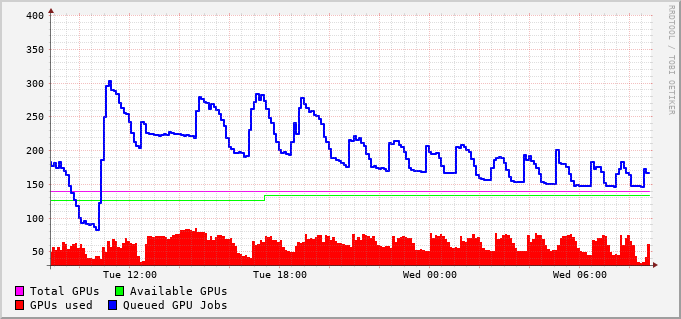 400
350
300
250
200
150
100
50
Tue 12:00 Tue 18:00 Wed 00:00 Wed 06:00
Total GPUs Available GPUs
GPUs used Queued GPU Jobs
RRDTOOL / TOBI OETIKER